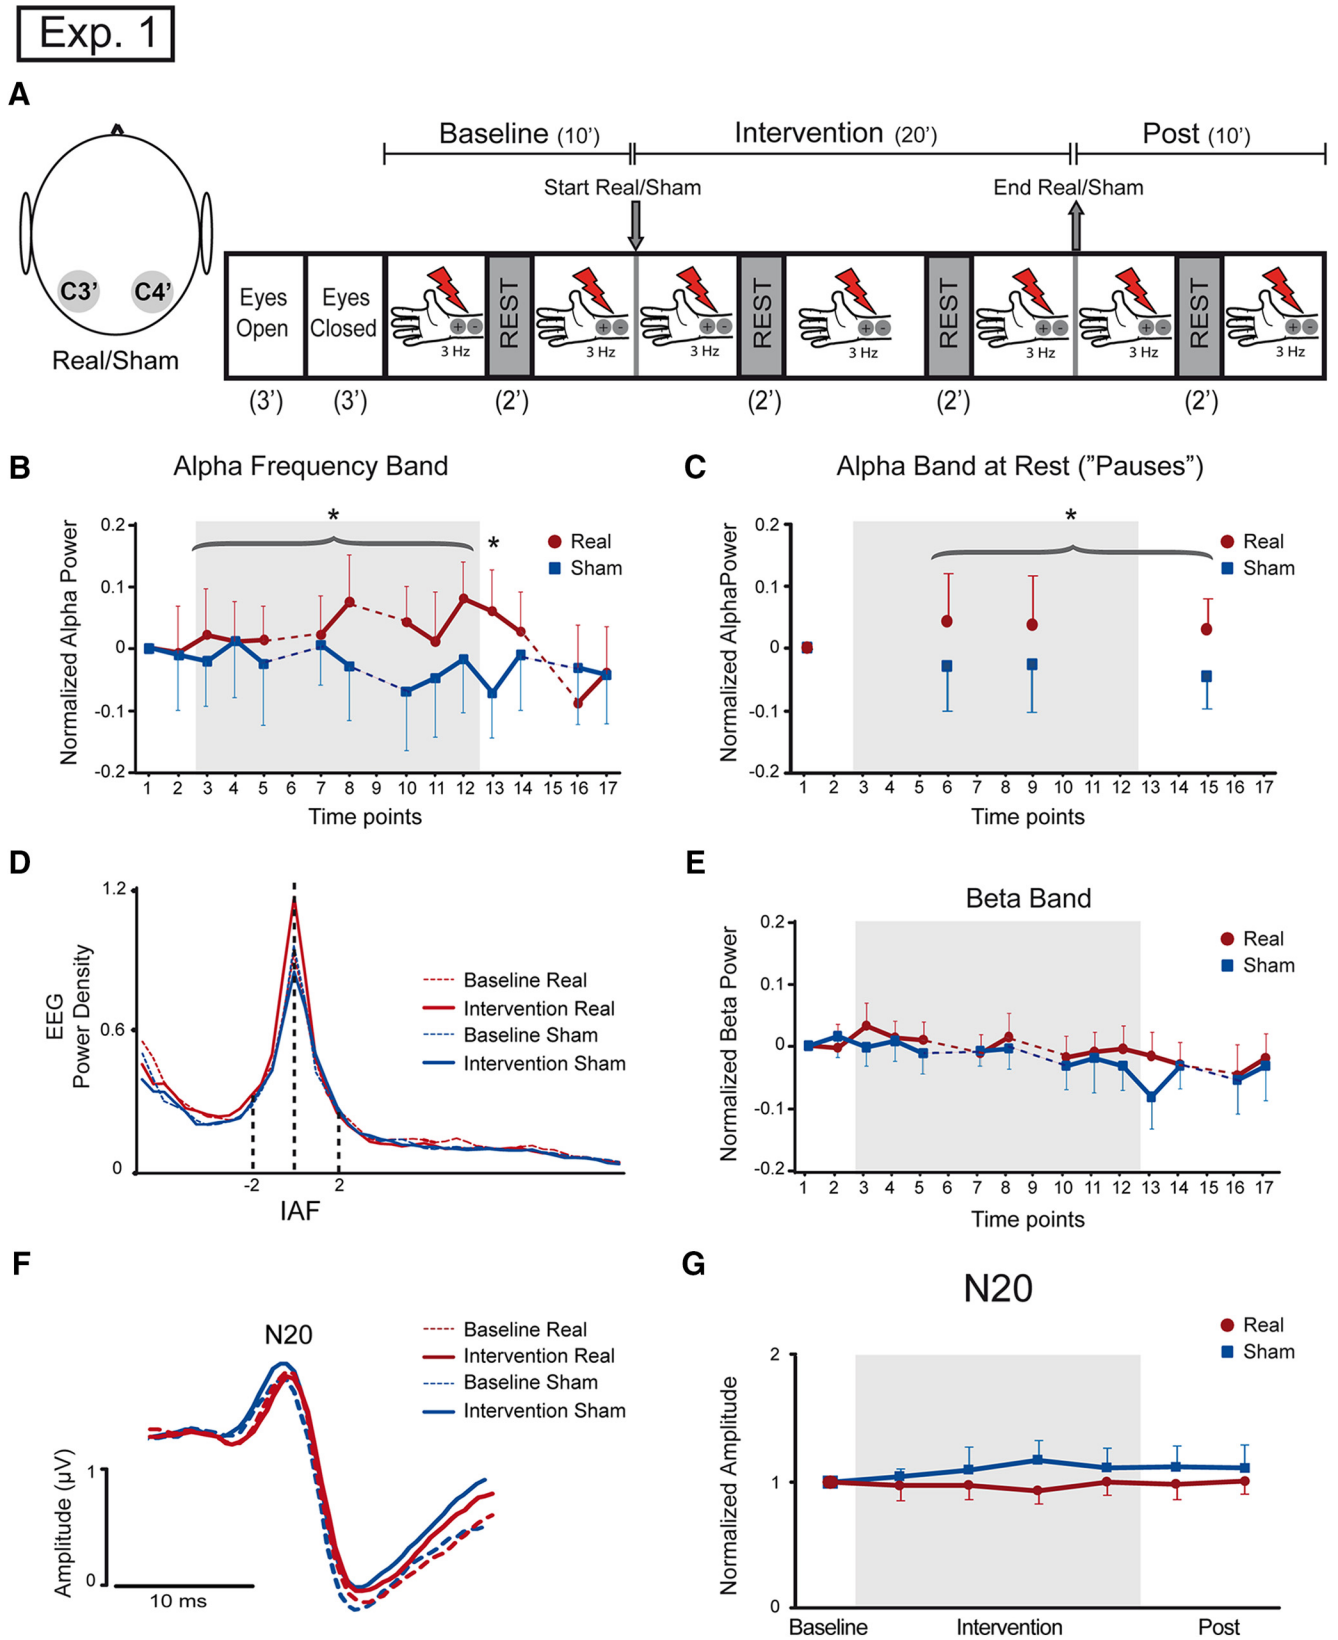 Exp. 1
A
Baseline (10’) Intervention (20’) Post (10’)
Start Real/Sham End Real/Sham
C3’ C4’
Real/Sham
Eyes Open
Eyes Closed
3 Hz
REST
3 Hz
3 Hz
REST
3 Hz
REST
3 Hz
3 Hz
REST
3 Hz
(3’) (3’) (2’) (2’) (2’) (2’)
B
Alpha Frequency Band
Normalized Alpha Power
0.2
0.1
0
-0.1
-0.2
*
*
Real
Sham
1 2 3 4 5 6 7 8 9 10 11 12 13 14 15 16 17
Time points
C
Alpha Band at Rest (”Pauses”)
Normalized AlphaPower
0.2
0.1
0
-0.1
-0.2
*
Real
Sham
1 2 3 4 5 6 7 8 9 10 11 12 13 14 15 16 17
Time points
D
EEG
Power Density
1.2
0.6
0
Baseline Real
Intervention Real
Baseline Sham
Intervention Sham
-2 2
IAF
E
Beta Band
Normalized Beta Power
0.2
0.1
0
-0.1
-0.2
Real
Sham
1 2 3 4 5 6 7 8 9 10 11 12 13 14 15 16 17
Time points
F
N20
Baseline Real
Intervention Real
Baseline Sham
Intervention Sham
Amplitude (µV)
1
0
10 ms
G
N20
Real
Sham
Normalized Amplitude
2
1
0
Baseline Intervention Post